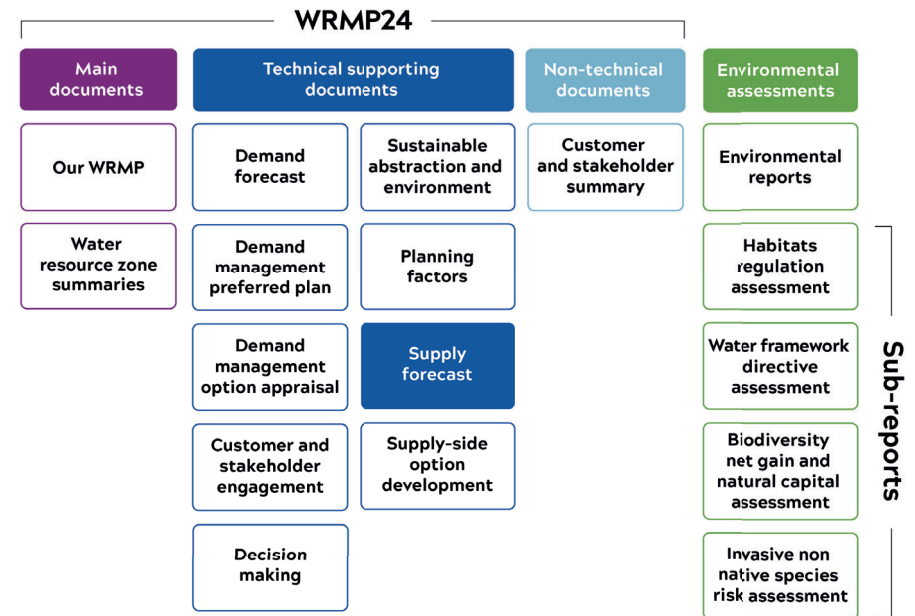 WRMP24
Main
documents
Technical supporting
documents
Non-technical
documents
Environmental
assessments
Our WRMP
Demand
forecast
Sustainable
abstraction and
environment
Customer
and stakeholder
summary
Environmental
reports
Water
resource zone
summaries
Demand
management
preferred plan
Planning
factors
Habitats
regulation
assessment
Demand
management
option appraisal
Supply
forecast
Water framework
directive
assessment
Customer and
stakeholder
engagement
Supply-side
option
development
Biodiversity
net gain and
natural capital
assessment
Decision
making
Invasive non
native species
risk assessment
Sub-reports